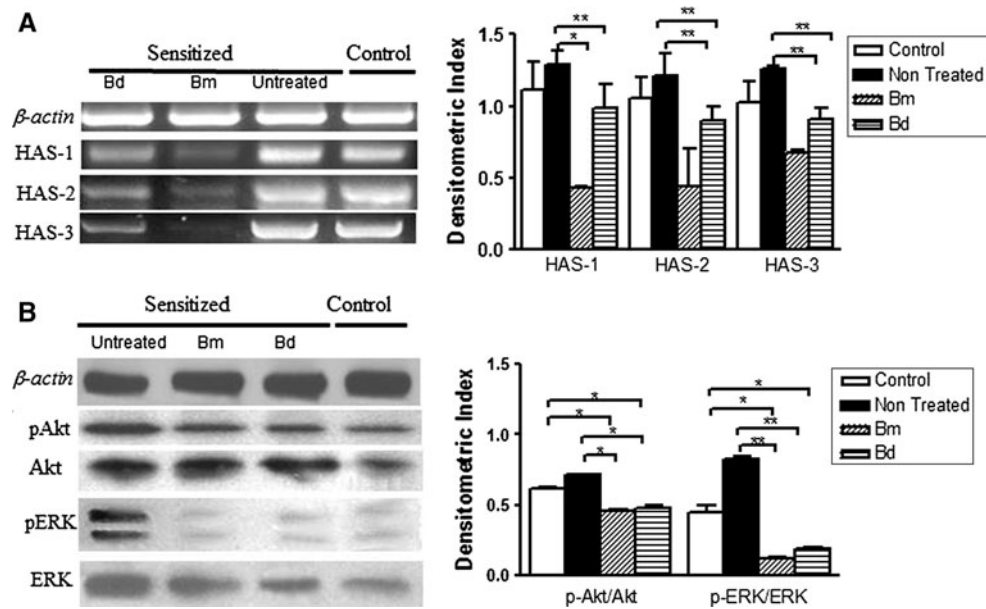 A
Sensitized Control
Bd Bm Untreated
β-actin
HAS-1
HAS-2
HAS-3
Densitometric Index
1.5
1.0
0.5
0.0
** * ** ** ** **
HAS-1 HAS-2 HAS-3
Control
Non Treated
Bm
Bd
B
Sensitized Control
Untreated Bm Bd
β-actin
pAkt
Akt
pERK
ERK
Densitometric Index
1.5
1.0
0.5
0.0
* * * * * * ** **
p-Akt/Akt p-ERK/ERK
Control
Non Treated
Bm
Bd